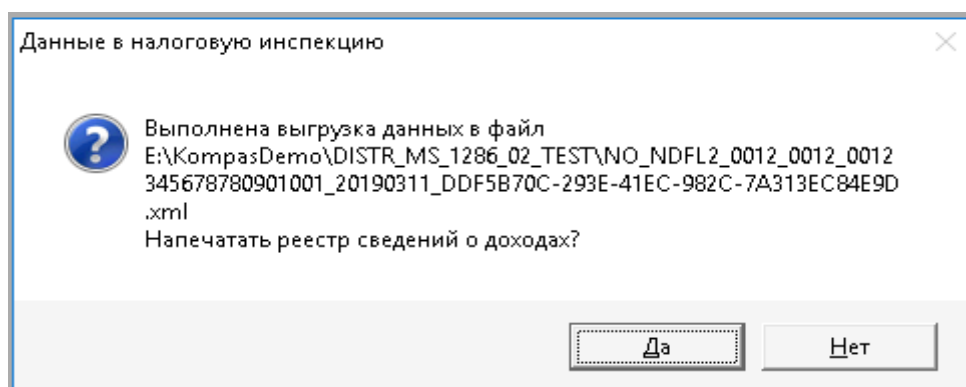 Данные в налоговую инспекцию
Выполнена выгрузка данных в файл
E:\KompasDemo\DISTR_MS_1286_02_TEST\NO_NDFL2_0012_0012_0012
345678780901001_20190311_DDF5B70C-293E-41EC-982C-7A313EC84E9D
.xml
Напечатать реестр сведений о доходах?
Да
Нет